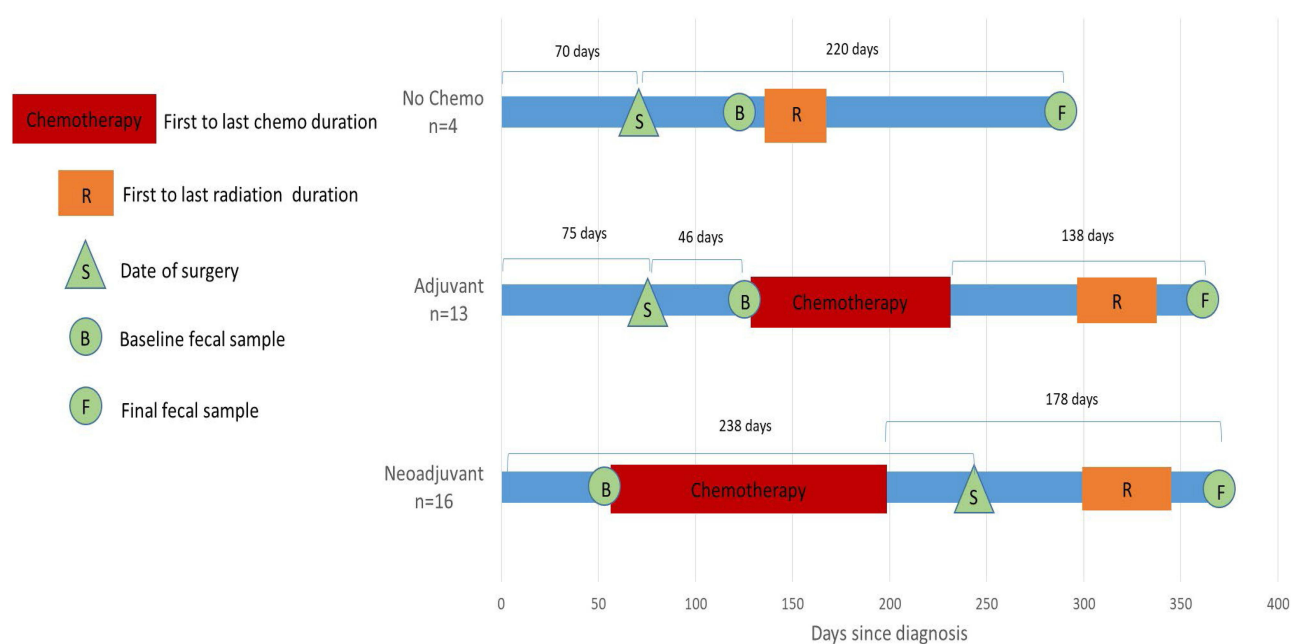 Chemotherapy First to last chemo duration
R First to last radiation duration
S Date of surgery
B Baseline fecal sample
F Final fecal sample
70 days 220 days
No Chemo
n=4
S B R F
75 days 46 days 138 days
Adjuvant
n=13
S B Chemotherapy R F
238 days 178 days
Neoadjuvant
n=16
B Chemotherapy S R F
0 50 100 150 200 250 300 350 400
Days since diagnosis